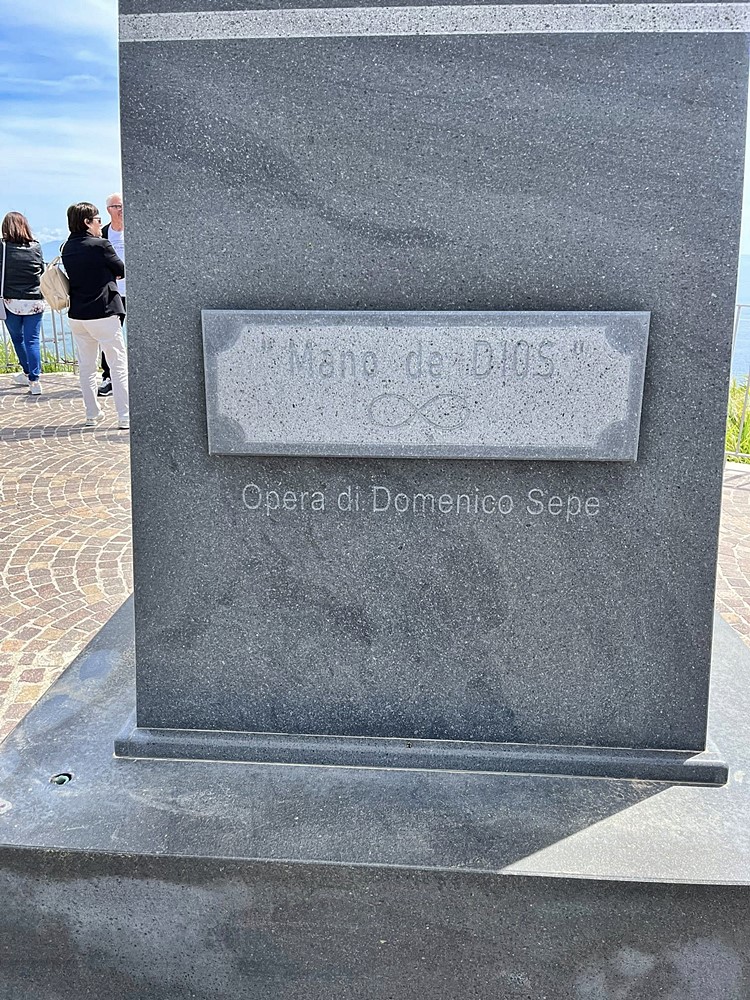 "Mano de DIOS"
Opera di Domenico Sepe